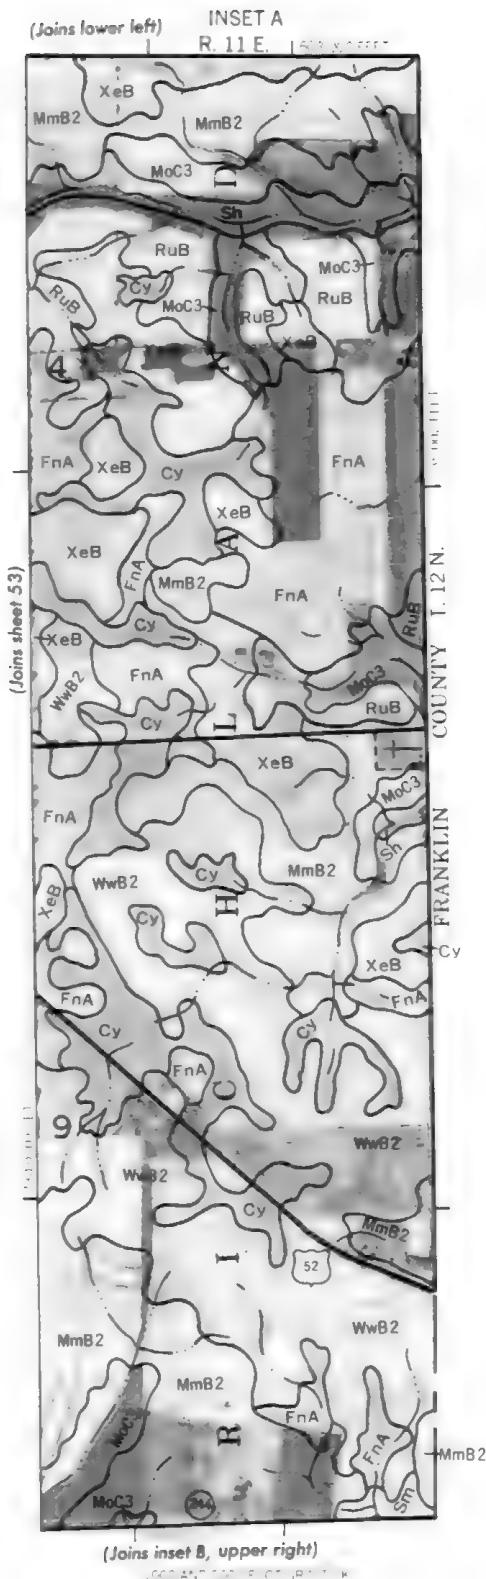 INSET A
(Joins lower left)
R. 11 E.
XeB
MmB2
MmB2
MoC3
D
Sh
RuB
MoC3
Cy
RuB
MoC3
RuB
RuB
XeB
4
A
FnA
XeB
Cy
FnA
XeB
A
XeB
FnA
MmB2
FnA
RuB
Cy
XeB
FnA
MoC3
WwB2
RuB
Cy
L
(Joins sheet 53)
FRANKLIN COUNTY T. 12 N.
XeB
MoC3
FnA
Sh
MmB2
Cy
WwB2
XeB
H
Cy
Cy
XeB
FnA
FnA
Cy
Cy
FnA
C
9
WwB2
WwB2
Cy
MmB2
I
52
WwB2
MmB2
MmB2
FnA
MoC3
R
FnA
MmB2
Sm
MoC3
244
(Joins inset B, upper right)